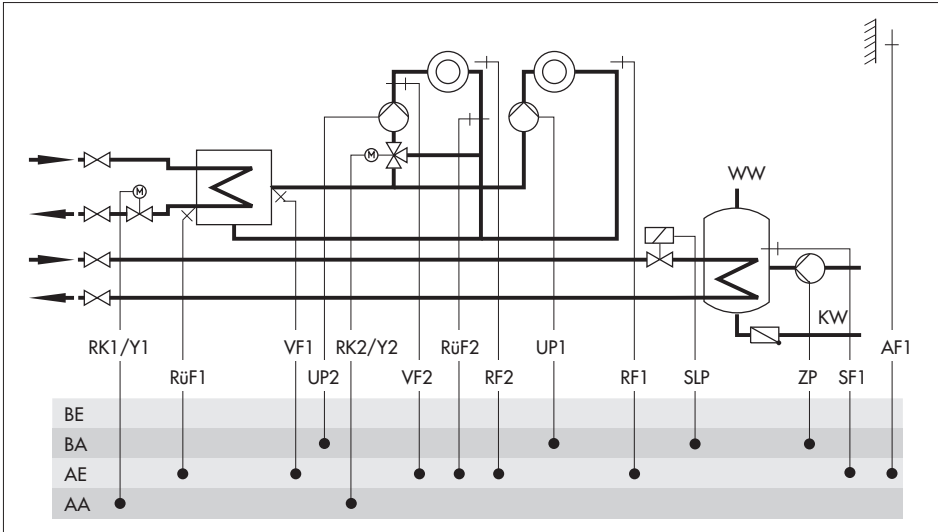 M
M
WW
KW
RK1/Y1 VF1 RK2/Y2 RüF2 UP1 AF1
RüF1 UP2 VF2 RF2 RF1 SLP ZP SF1
BE
BA
AE
AA